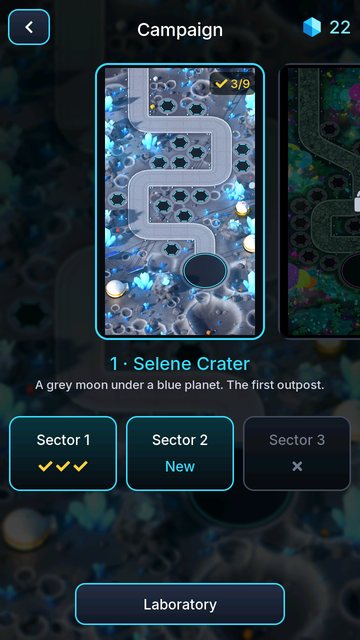 Campaign
22
3/9
1 · Selene Crater
A grey moon under a blue planet. The first outpost.
Sector 1
Sector 2
New
Sector 3
Laboratory